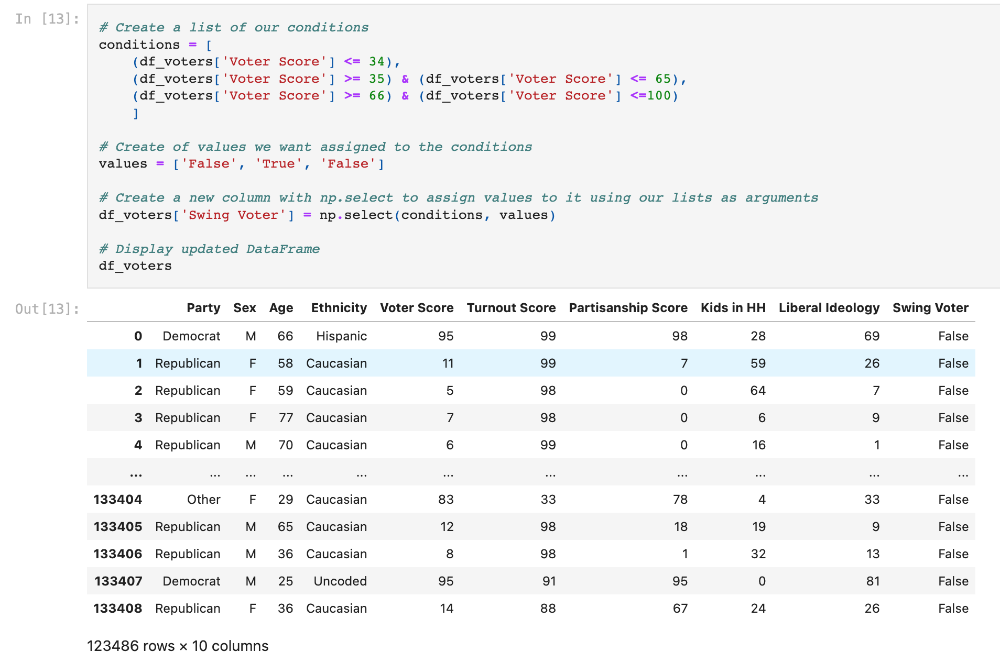 In [13]:
# Create a list of our conditions
conditions = [
    (df_voters['Voter Score'] <= 34),
    (df_voters['Voter Score'] >= 35) & (df_voters['Voter Score'] <= 65),
    (df_voters['Voter Score'] >= 66) & (df_voters['Voter Score'] <=100)
    ]
# Create of values we want assigned to the conditions
values = ['False', 'True', 'False']
# Create a new column with np.select to assign values to it using our lists as arguments
df_voters['Swing Voter'] = np.select(conditions, values)
# Display updated DataFrame
df_voters
Out[13]:
Party Sex Age Ethnicity Voter Score Turnout Score Partisanship Score Kids in HH Liberal Ideology Swing Voter
0 Democrat M 66 Hispanic 95 99 98 28 69 False
1 Republican F 58 Caucasian 11 99 7 59 26 False
2 Republican F 59 Caucasian 5 98 0 64 7 False
3 Republican F 77 Caucasian 7 98 0 6 9 False
4 Republican M 70 Caucasian 6 99 0 16 1 False
... ... ... ... ... ... ... ... ... ... ...
133404 Other F 29 Caucasian 83 33 78 4 33 False
133405 Republican M 65 Caucasian 12 98 18 19 9 False
133406 Republican M 36 Caucasian 8 98 1 32 13 False
133407 Democrat M 25 Uncoded 95 91 95 0 81 False
133408 Republican F 36 Caucasian 14 88 67 24 26 False
123486 rows × 10 columns